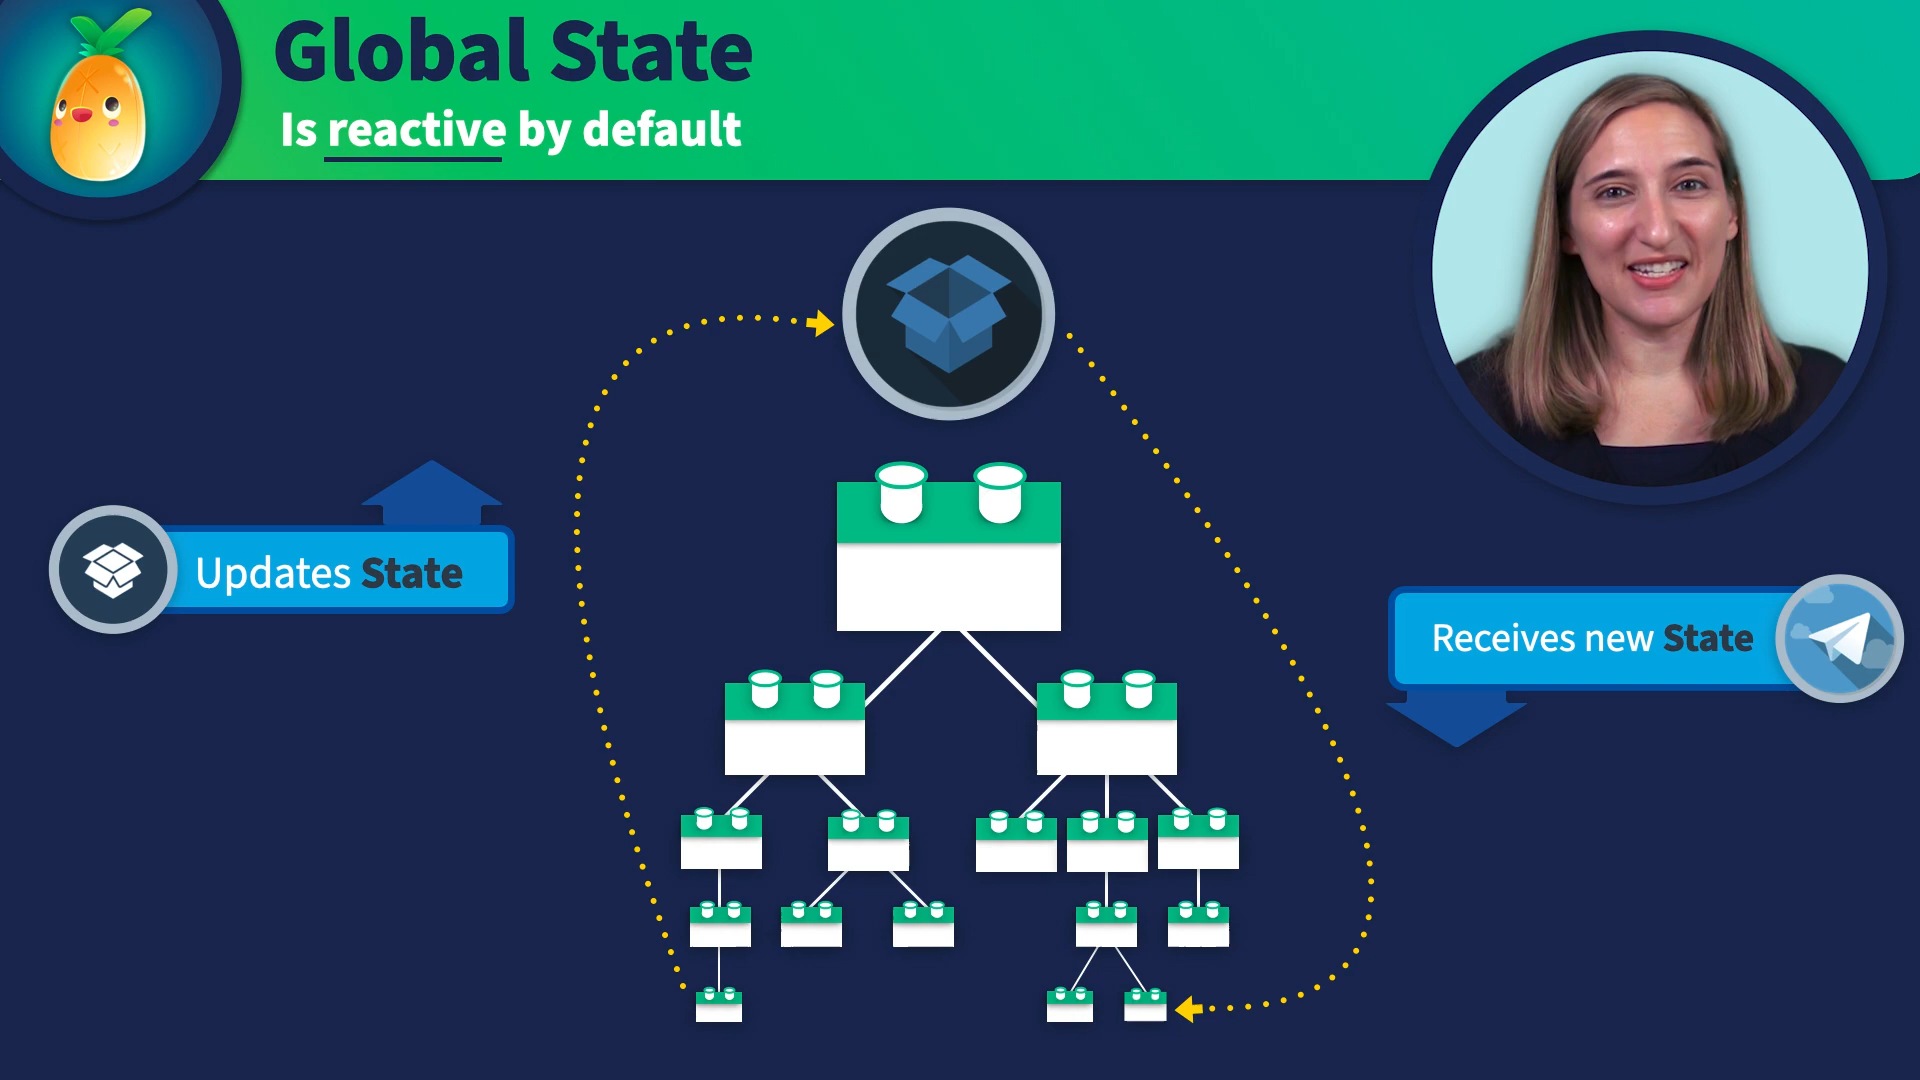 Global State
Is reactive by default
Updates State
Receives new State